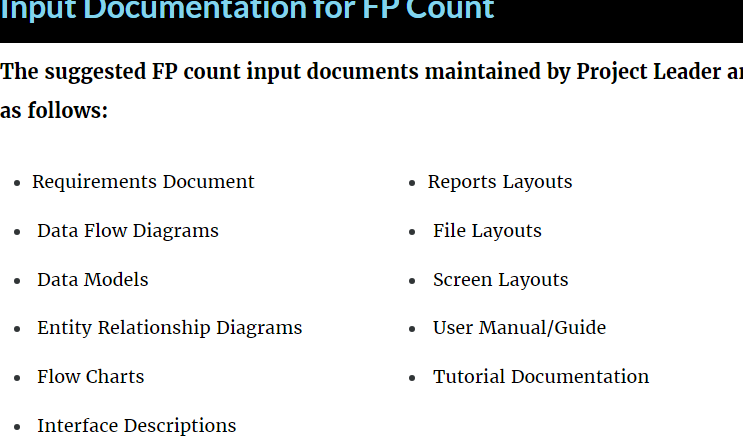 Input Documentation for FP Count
The suggested FP count input documents maintained by Project Leader
as follows:
Requirements Document
Data Flow Diagrams
Data Models
Entity Relationship Diagrams
Flow Charts
Interface Descriptions
Reports Layouts
File Layouts
Screen Layouts
User Manual/Guide
Tutorial Documentation